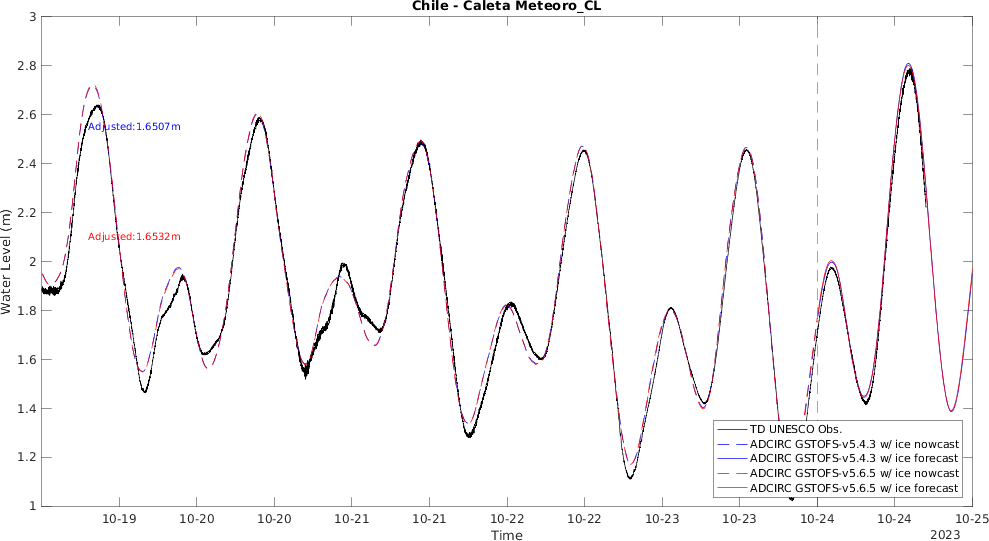 Chile - Caleta Meteoro_CL
3
2.8
2.6
2.4
2.2
2
1.8
1.6
1.4
1.2
1
Water Level (m)
Adjusted:1.6507m
Adjusted:1.6532m
TD UNESCO Obs.
ADCIRC GSTOFS-v5.4.3 w/ ice nowcast
ADCIRC GSTOFS-v5.4.3 w/ ice forecast
ADCIRC GSTOFS-v5.6.5 w/ ice nowcast
ADCIRC GSTOFS-v5.6.5 w/ ice forecast
10-19 10-20 10-20 10-21 10-21 10-22 10-22 10-23 10-23 10-24 10-24 10-25
Time
2023